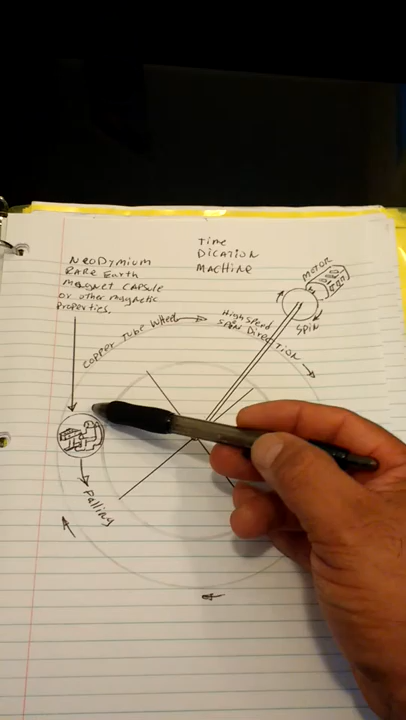 Time
Dication
Machine
NeoDymium
Rare Earth
Magnet Capsule
or other magnetic
Properties.
MOTOR
SPIN
Copper Tube Wheel
High Speed
Spin Direction
Falling